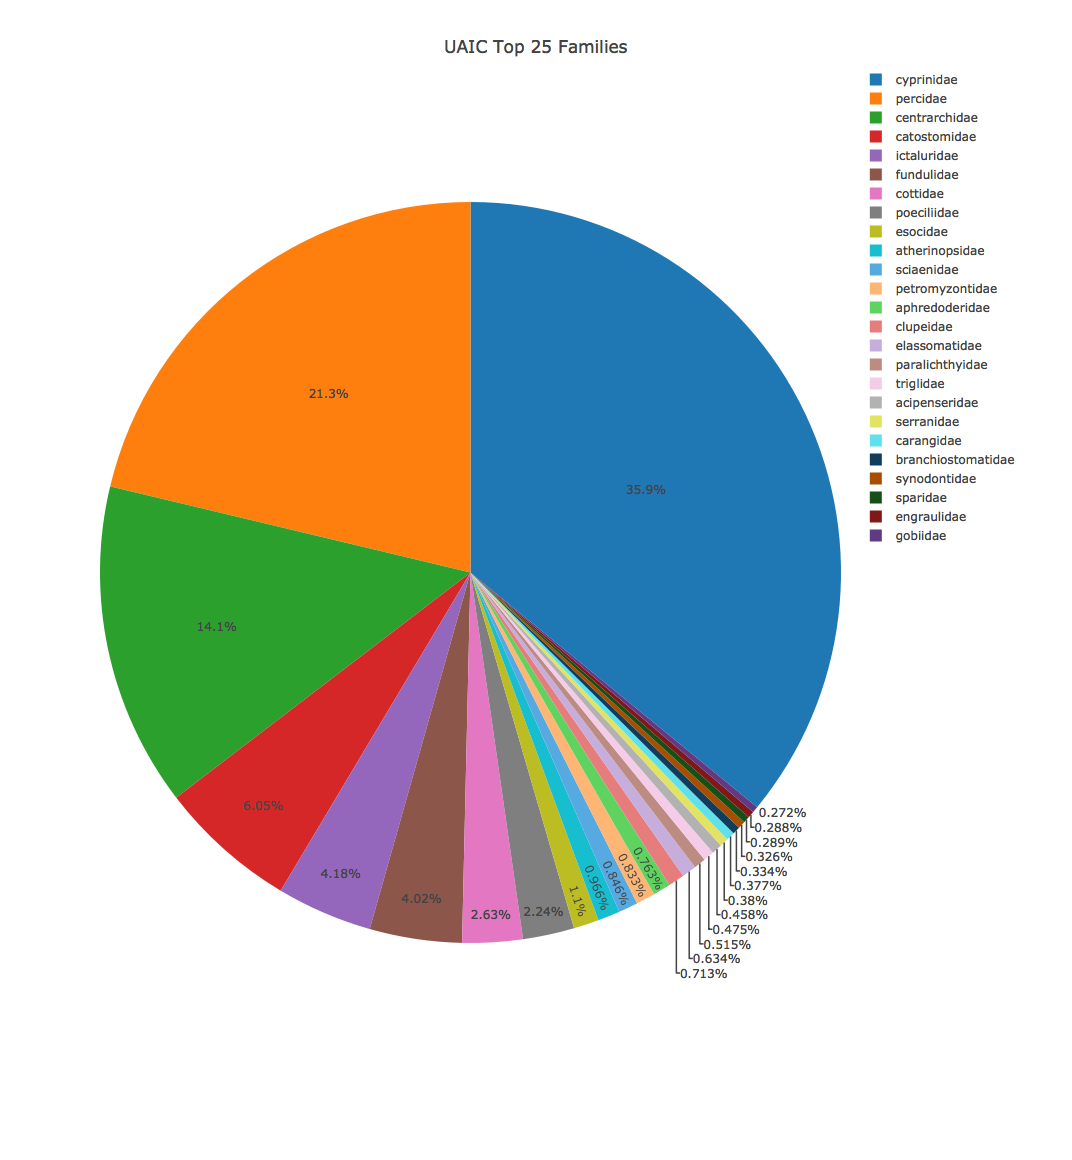 UAIC Top 25 Families
cyprinidae
percidae
centrarchidae
catostomidae
ictaluridae
fundulidae
cottidae
poeciliidae
esocidae
atherinopsidae
sciaenidae
petromyzontidae
aphredoderidae
clupeidae
elassomatidae
paralichthyidae
triglidae
acipenseridae
serranidae
carangidae
branchiostomatidae
synodontidae
sparidae
engraulidae
gobiidae
35.9%
21.3%
14.1%
6.05%
4.18%
4.02%
2.63%
2.24%
1.1%
0.966%
0.846%
0.833%
0.763%
0.713%
0.634%
0.515%
0.475%
0.458%
0.38%
0.377%
0.334%
0.326%
0.289%
0.288%
0.272%